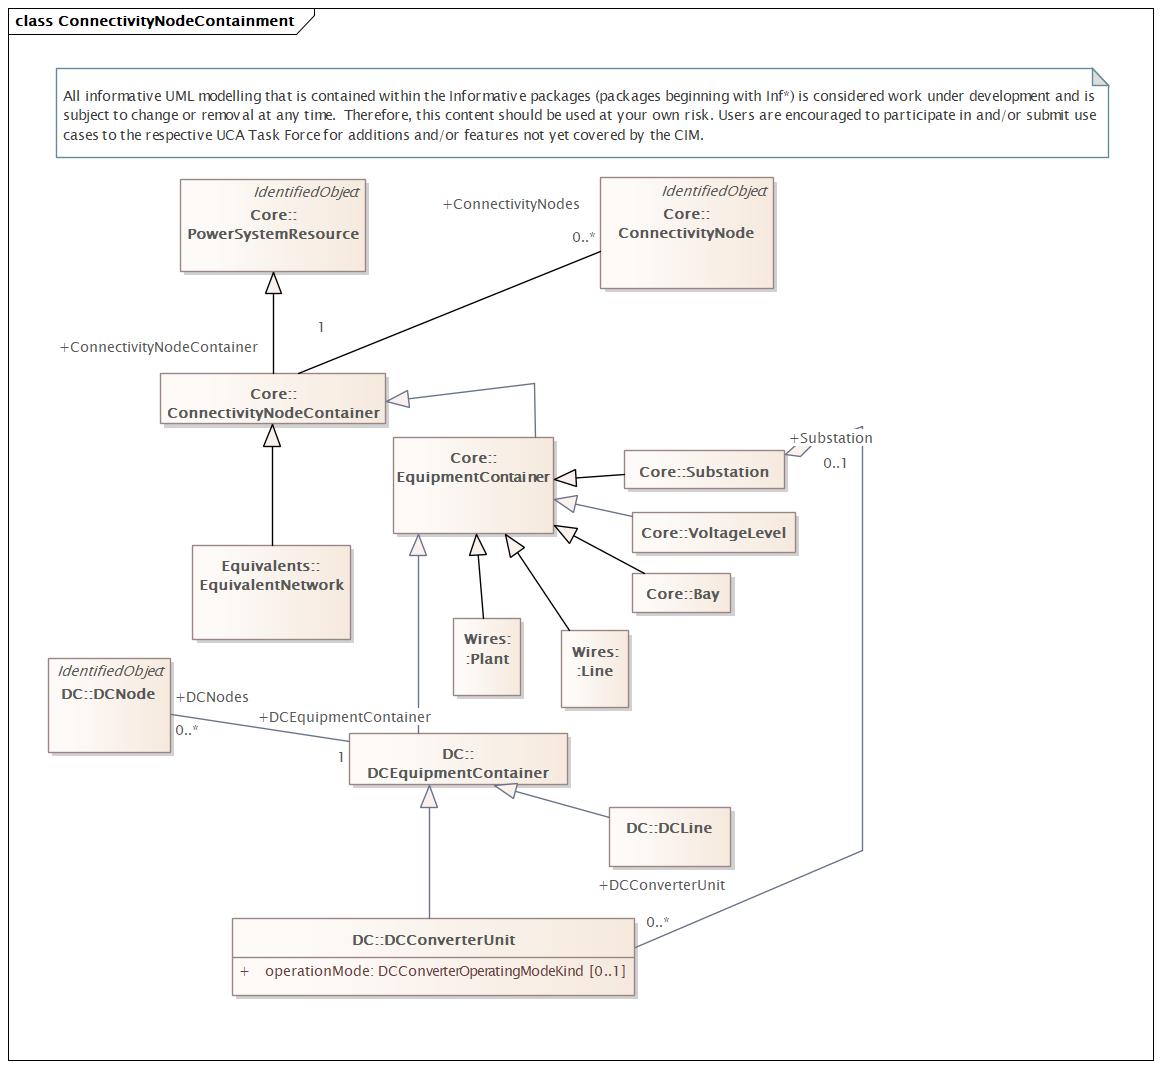 class ConnectivityNodeContainment
All informative UML modelling that is contained within the Informative packages (packages beginning with Inf*) is considered work under development and is
subject to change or removal at any time.  Therefore, this content should be used at your own risk. Users are encouraged to participate in and/or submit use
cases to the respective UCA Task Force for additions and/or features not yet covered by the CIM.
IdentifiedObject
Core::
PowerSystemResource
+ConnectivityNodes
0..*
IdentifiedObject
Core::
ConnectivityNode
1
+ConnectivityNodeContainer
Core::
ConnectivityNodeContainer
Core::
EquipmentContainer
+Substation
0..1
Core::Substation
Core::VoltageLevel
Core::Bay
Equivalents::
EquivalentNetwork
Wires:
:Plant
Wires:
:Line
IdentifiedObject
DC::DCNode
+DCNodes
0..*
+DCEquipmentContainer
1
DC::
DCEquipmentContainer
DC::DCLine
+DCConverterUnit
0..*
DC::DCConverterUnit
+ operationMode: DCConverterOperatingModeKind [0..1]